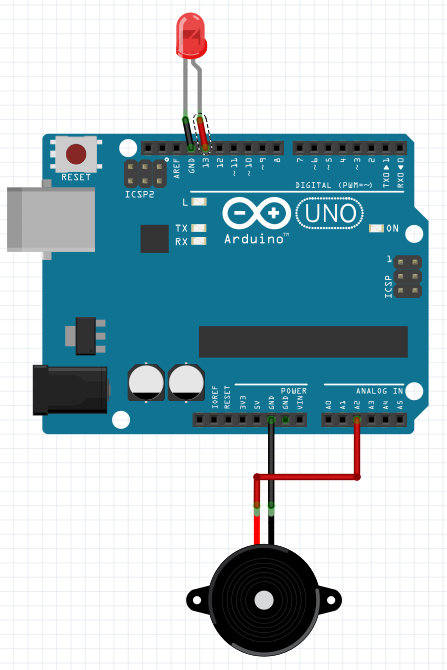 RESET
ICSP2
AREF
GND
13
12
~11
~10
~9
8
7
~6
~5
4
~3
2
TXD▶1
RXD◀0
DIGITAL (PWM=~)
L
TX
RX
Arduino™
UNO
ON
1
ICSP
POWER
ANALOG IN
IOREF
RESET
3V3
5V
GND
GND
VIN
A0
A1
A2
A3
A4
A5